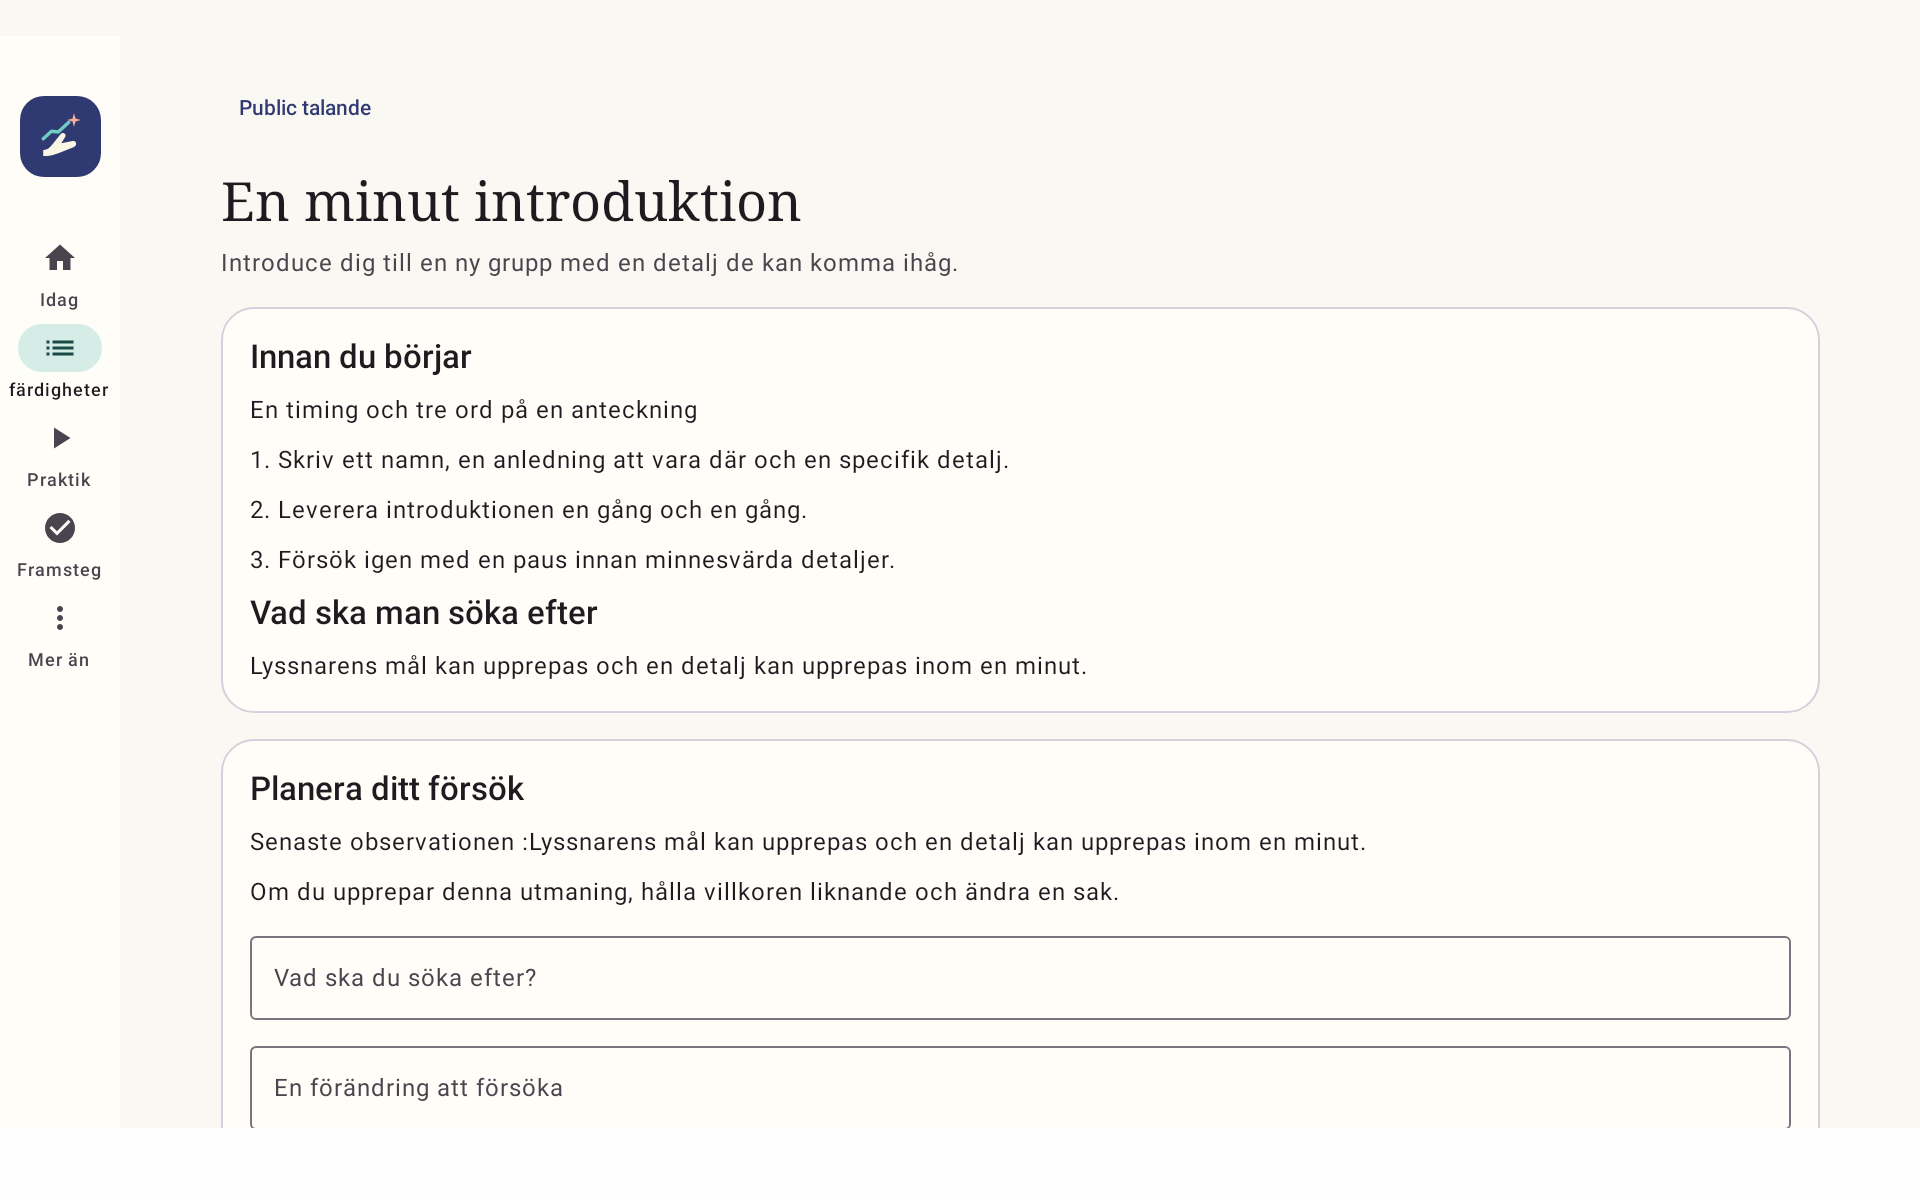 Public talande
En minut introduktion
Introduce dig till en ny grupp med en detalj de kan komma ihåg.
Idag
färdigheter
Praktik
Framsteg
Mer än
Innan du börjar
En timing och tre ord på en anteckning
1. Skriv ett namn, en anledning att vara där och en specifik detalj.
2. Leverera introduktionen en gång och en gång.
3. Försök igen med en paus innan minnesvärda detaljer.
Vad ska man söka efter
Lyssnarens mål kan upprepas och en detalj kan upprepas inom en minut.
Planera ditt försök
Senaste observationen :Lyssnarens mål kan upprepas och en detalj kan upprepas inom en minut.
Om du upprepar denna utmaning, hålla villkoren liknande och ändra en sak.
Vad ska du söka efter?
En förändring att försöka